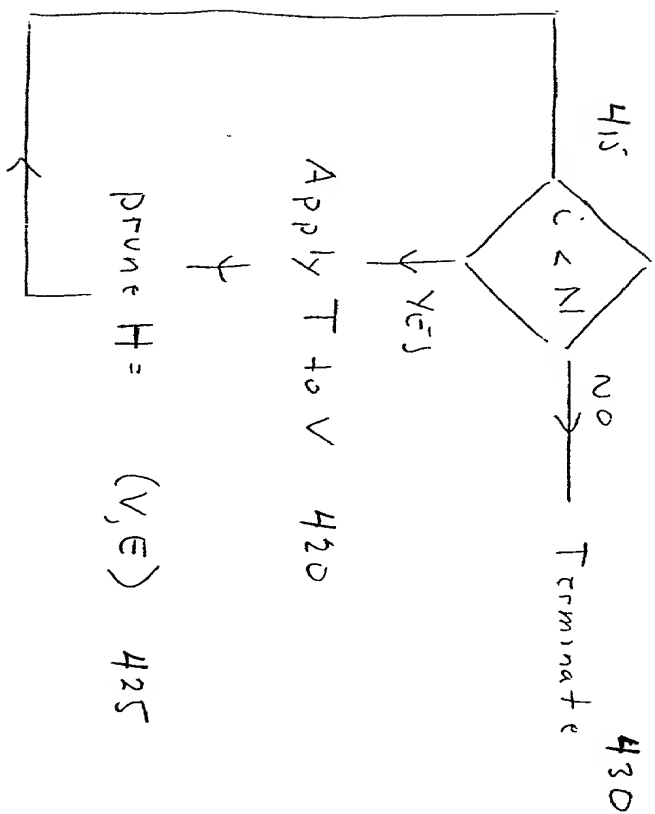 415
i < N
NO
Terminate 430
YES
Apply T to V 420
prune H = (V, E) 425